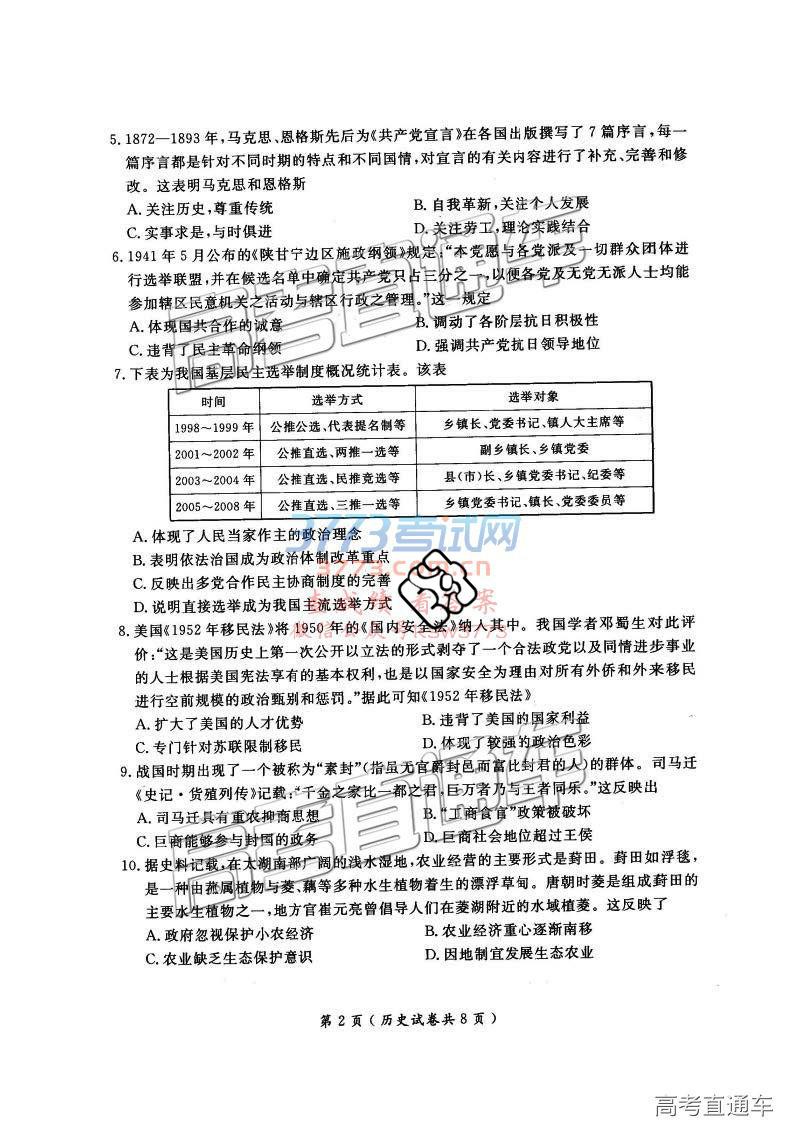 5. 1872—1893 年,马克思、恩格斯先后为《共产党宣言》在各国出版撰写了 7 篇序言,每一
篇序言都是针对不同时期的特点和不同国情,对宣言的有关内容进行了补充、完善和修
改。这表明马克思和恩格斯
A. 关注历史,尊重传统 B. 自我革新,关注个人发展
C. 实事求是,与时俱进 D. 关注劳工,理论实践结合
6. 1941 年 5 月公布的《陕甘宁边区施政纲领》规定:“本党愿与各党派及一切群众团体进
行选举联盟,并在候选名单中确定共产党只占三分之一,以便各党及无党无派人士均能
参加辖区民意机关之活动与辖区行政之管理。”这一规定
A. 体现国共合作的诚意 B. 调动了各阶层抗日积极性
C. 违背了民主革命纲领 D. 强调共产党抗日领导地位
7. 下表为我国基层民主选举制度概况统计表。该表
时间 选举方式 选举对象
1998～1999 年 公推公选、代表提名制等 乡镇长、党委书记、镇人大主席等
2001～2002 年 公推直选、两推一选等 副乡镇长、乡镇党委
2003～2004 年 公推直选、民推竞选等 县(市)长、乡镇党委书记、纪委等
2005～2008 年 公推直选、三推一选等 乡镇党委书记、镇长、党委委员等
A. 体现了人民当家作主的政治理念
B. 表明依法治国成为政治体制改革重点
C. 反映出多党合作民主协商制度的完善
D. 说明直接选举成为我国主流选举方式
8. 美国《1952 年移民法》将 1950 年的《国内安全法》纳入其中。我国学者邓蜀生对此评
价:“这是美国历史上第一次公开以立法的形式剥夺了一个合法政党以及同情进步事业
的人士根据美国宪法享有的基本权利,也是以国家安全为理由对所有外侨和外来移民
进行空前规模的政治甄别和惩罚。”据此可知《1952 年移民法》
A. 扩大了美国的人才优势 B. 违背了美国的国家利益
C. 专门针对苏联限制移民 D. 体现了较强的政治色彩
9. 战国时期出现了一个被称为“素封”(指虽无官爵封邑而富比封君的人)的群体。司马迁
《史记·货殖列传》记载:“千金之家比一都之君,巨万者乃与王者同乐。”这反映出
A. 司马迁具有重农抑商思想 B. “工商食官”政策被破坏
C. 巨商能够参与封国的政务 D. 巨商社会地位超过王侯
10. 据史料记载,在太湖南部广阔的浅水湿地,农业经营的主要形式是葑田。葑田如浮毯,
是一种由菰属植物与菱、藕等多种水生植物着生的漂浮草甸。唐朝时菱是组成葑田的
主要水生植物之一,地方官崔元亮曾倡导人们在菱湖附近的水域植菱。这反映了
A. 政府忽视保护小农经济 B. 农业经济重心逐渐南移
C. 农业缺乏生态保护意识 D. 因地制宜发展生态农业
第 2 页(历史试卷共 8 页)
高考直通车
高考直通车
3773考试网
3773.com.cn
查成绩 看答案
微信公众号KSW3773
高考直通车